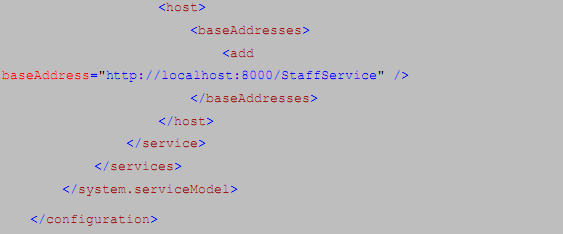 <host>
<baseAddresses>
<add
baseAddress="http://localhost:8000/StaffService" />
</baseAddresses>
</host>
</service>
</services>
</system.serviceModel>
</configuration>